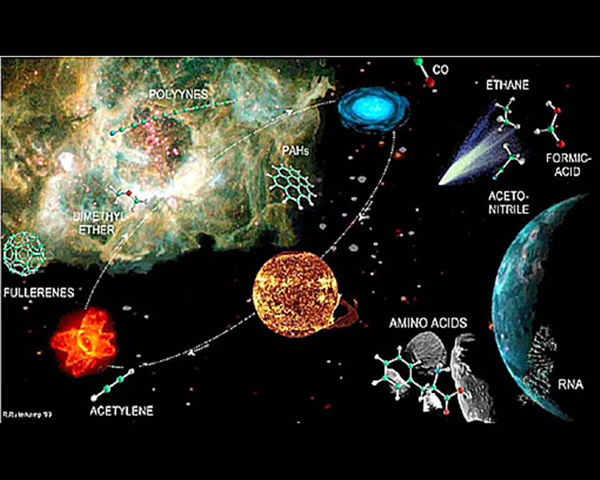 CO
ETHANE
POLYYNES
PAHs
FORMIC-
ACID
DIMETHYL
ETHER
ACETO-
NITRILE
FULLERENES
AMINO ACIDS
RNA
ACETYLENE